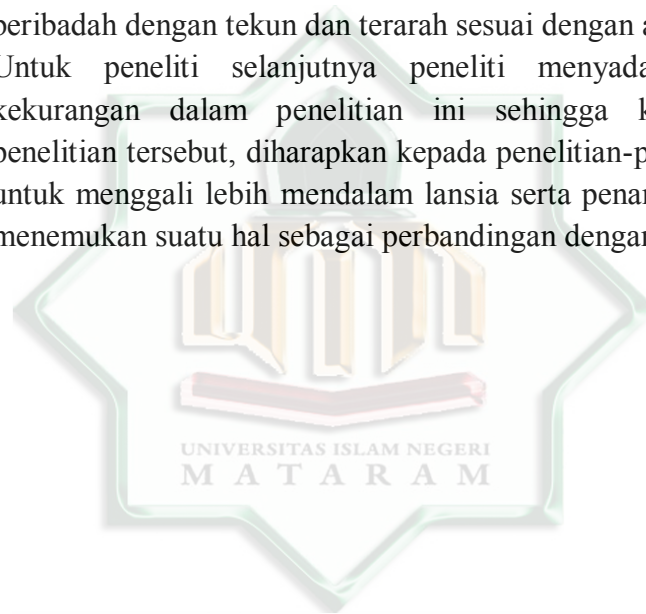 beribadah dengan tekun dan terarah sesuai dengan a
Untuk peneliti selanjutnya peneliti menyada
kekurangan dalam penelitian ini sehingga k
penelitian tersebut, diharapkan kepada penelitian-p
untuk menggali lebih mendalam lansia serta penar
menemukan suatu hal sebagai perbandingan dengar
UNIVERSITAS ISLAM NEGERI
MATARAM